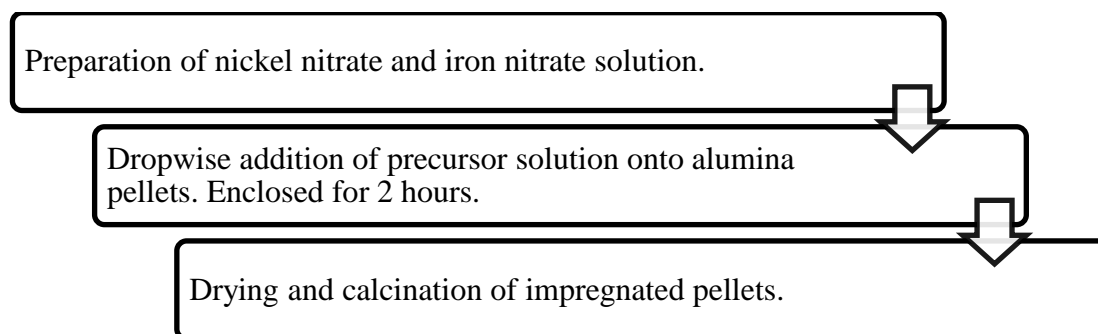 Preparation of nickel nitrate and iron nitrate solution.
Dropwise addition of precursor solution onto alumina
pellets. Enclosed for 2 hours.
Drying and calcination of impregnated pellets.